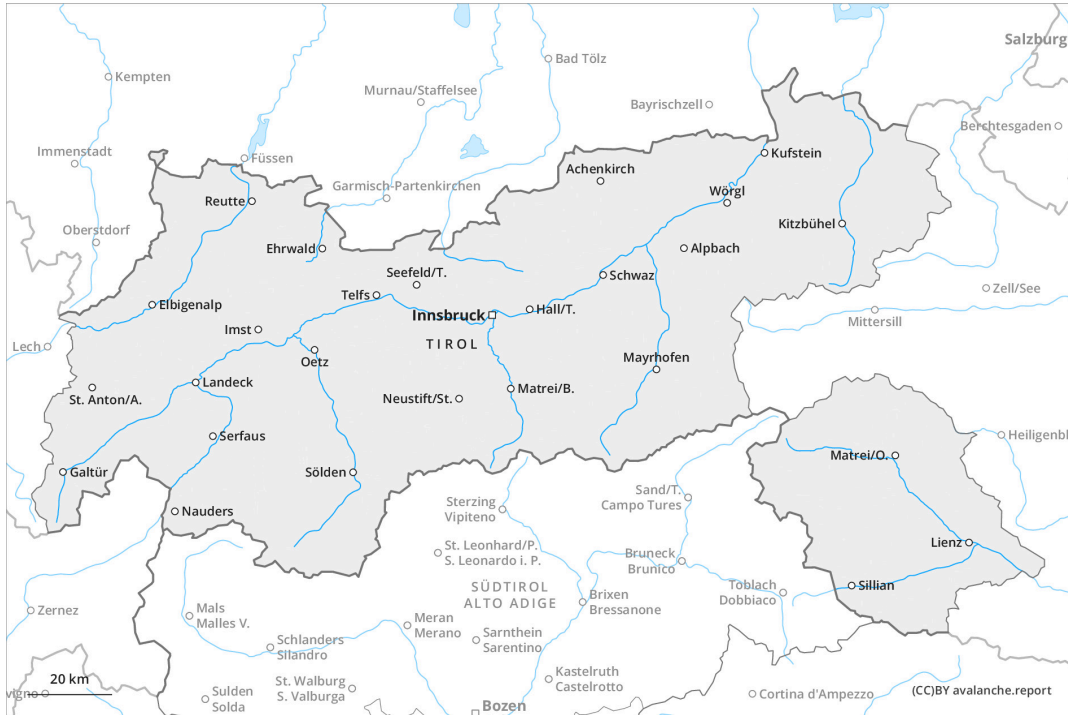 Salzburg
Kempten
Bad Tölz
Murnau/Staffelsee
Bayrischzell
Berchtesgaden
Immenstadt
Füssen
Kufstein
Achenkirch
Garmisch-Partenkirchen
Wörgl
Reutte
Kitzbühel
Oberstdorf
Ehrwald
Alpbach
Seefeld/T.
Schwaz
Zell/See
Telfs
Elbigenalp
Innsbruck
Hall/T.
Mittersill
Imst
TIROL
Lech
Oetz
Mayrhofen
Landeck
St. Anton/A.
Neustift/St.
Matrei/B.
Serfaus
Heiligenbl
Matrei/O.
Galtür
Sölden
Sand/T.
Campo Tures
Sterzing
Vipiteno
Nauders
Lienz
St. Leonhard/P.
S. Leonardo i. P.
Bruneck
Brunico
SÜDTIROL
ALTO ADIGE
Toblach
Dobbiaco
Sillian
Brixen
Bressanone
Zernez
Mals
Malles V.
Meran
Merano
Sarnthein
Sarentino
Schlanders
Silandro
20 km
Kastelruth
Castelrotto
St. Walburg
S. Valburga
vigno
Sulden
Solda
Cortina d'Ampezzo
(CC)BY avalanche.report
Bozen